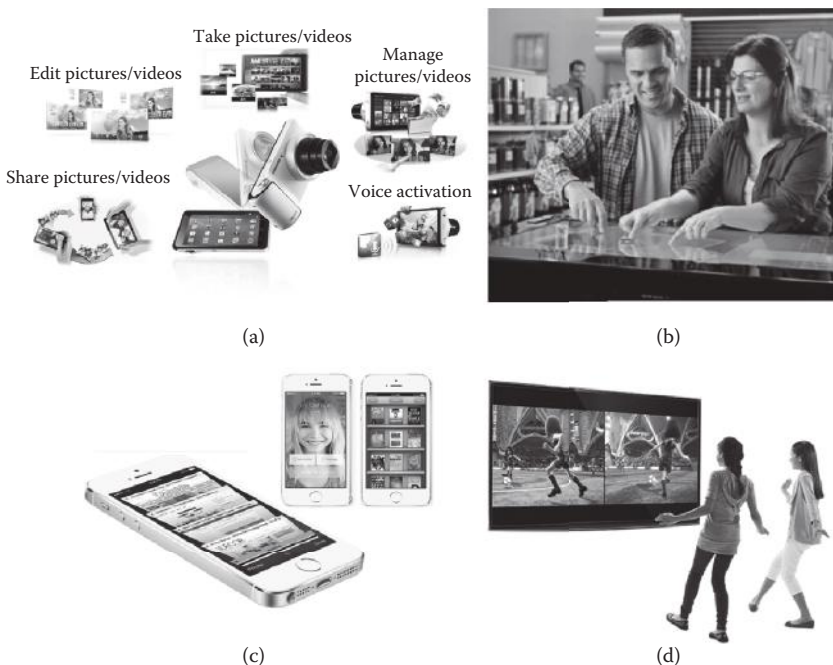 Take pictures/videos
Edit pictures/videos
Manage
pictures/videos
Share pictures/videos
Voice activation
(a)
(b)
(c)
(d)